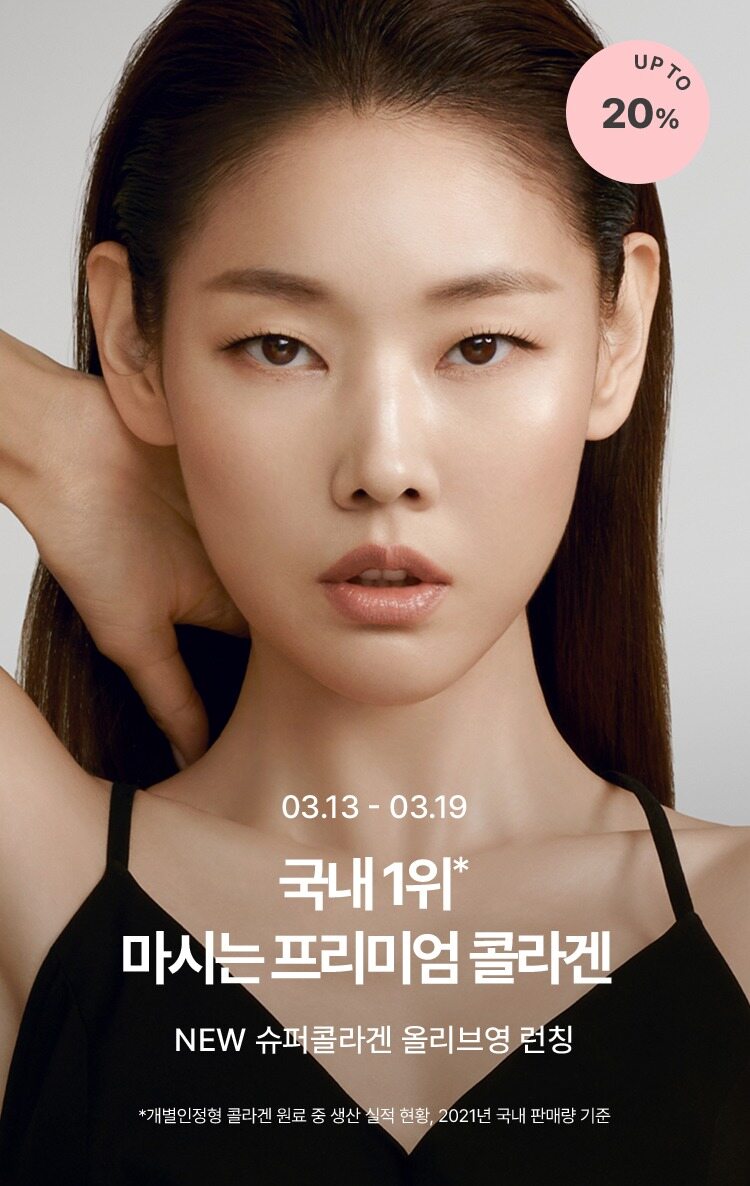 UP TO
20%
03.13 - 03.19
국내 1위*
마시는 프리미엄 콜라겐
NEW 슈퍼콜라겐 올리브영 런칭
*개별인정형 콜라겐 원료 중 생산 실적 현황, 2021년 국내 판매량 기준